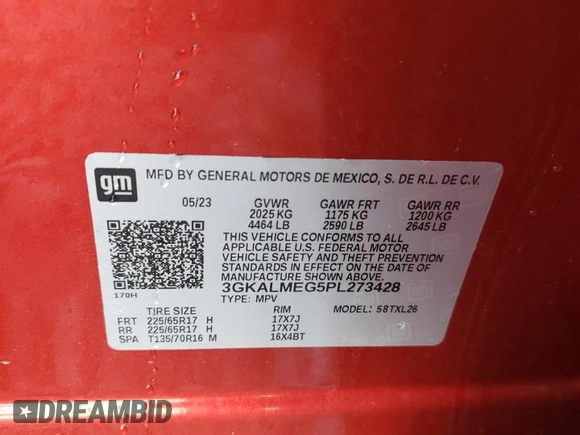 gm
MFD BY GENERAL MOTORS DE MEXICO, S. DE R.L. DE C.V.
05/23 GVWR GAWR FRT GAWR RR
2025 KG 1175 KG 1200 KG
4464 LB 2590 LB 2645 LB
THIS VEHICLE CONFORMS TO ALL
APPLICABLE U.S. FEDERAL MOTOR
VEHICLE SAFETY, BUMPER, AND THEFT
PREVENTION STANDARDS IN
EFFECT ON THE DATE OF
MANUFACTURE SHOWN ABOVE.
3GKALMEG5PL273428
170H TYPE: MPV MODEL: 58TXL26
TIRE SIZE RIM
FRT 225/65R17 H 17X7J
RR 225/65R17 H 17X7J
SPA T135/70R16 M 16X4BT
DREAMBID